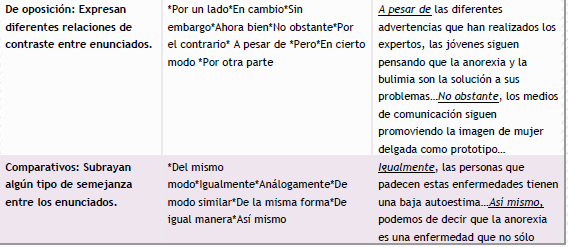 De oposición: Expresan
diferentes relaciones de
contraste entre enunciados.
*Por un lado*En cambio*Sin
embargo*Ahora bien*No obstante*Por
el contrario* A pesar de *Pero*En cierto
modo *Por otra parte
A pesar de las diferentes
advertencias que han realizados los
expertos, las jóvenes siguen
pensando que la anorexia y la
bulimia son la solución a sus
problemas…No obstante, los medios
de comunicación siguen
promoviendo la imagen de mujer
delgada como prototipo…
Comparativos: Subrayan
algún tipo de semejanza
entre los enunciados.
*Del mismo
modo*Igualmente*Análogamente*De
modo similar*De la misma forma*De
igual manera*Así mismo
Igualmente, las personas que
padecen estas enfermedades tienen
una baja autoestima…Así mismo,
podemos de decir que la anorexia
es una enfermedad que no sólo